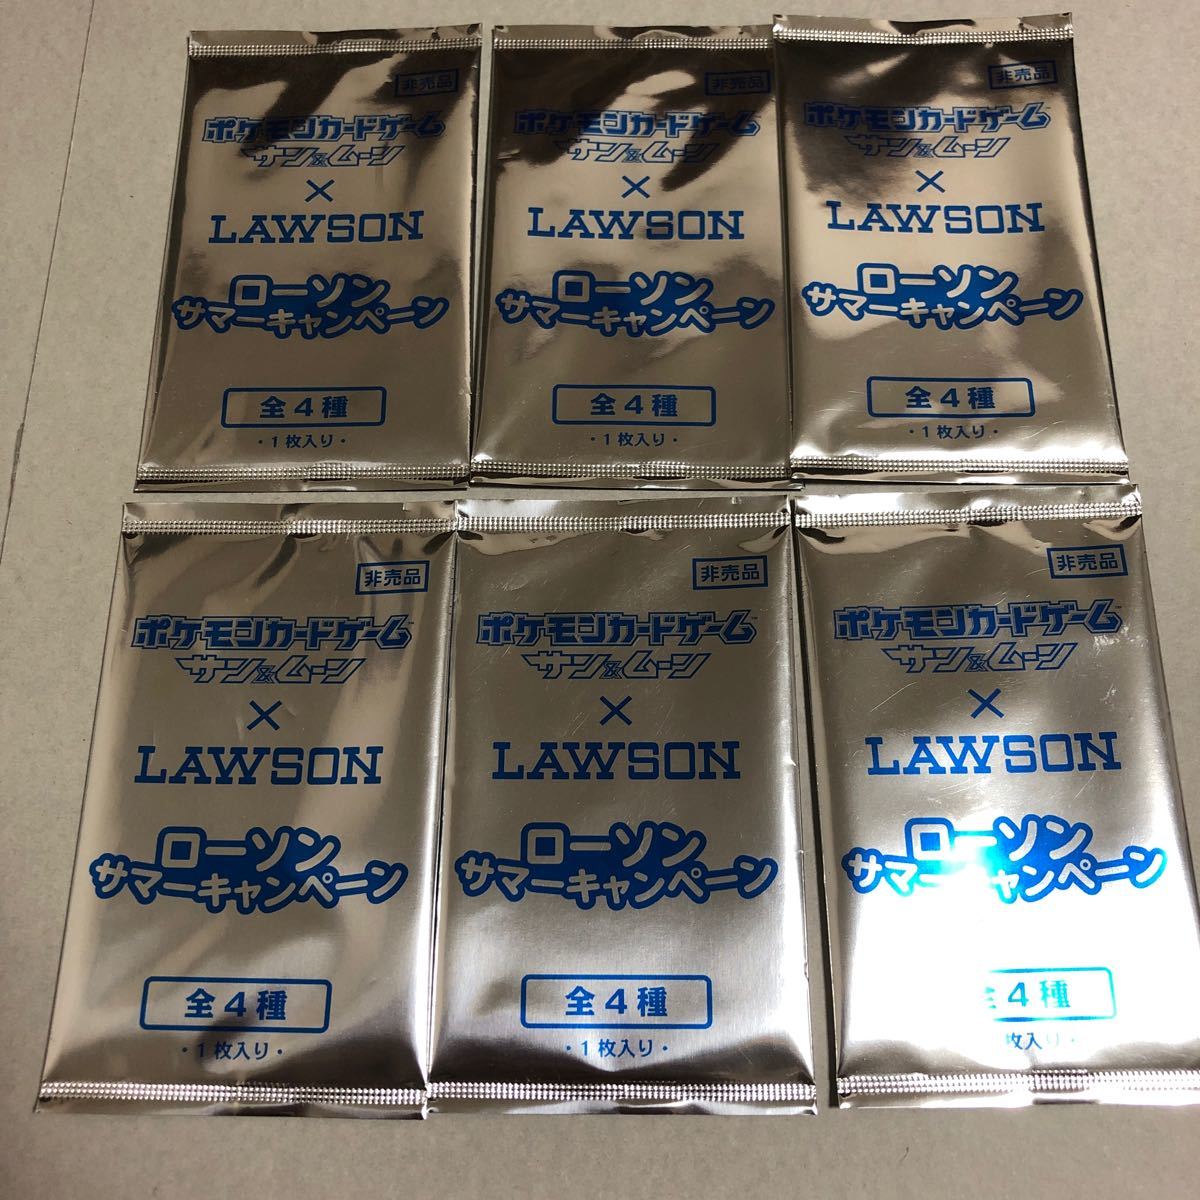 非売品
ポケモンカードゲーム
サン&ムーン
×
LAWSON
ローソン
サマーキャンペーン
全4種
・1枚入り・
非売品
ポケモンカードゲーム
サン&ムーン
×
LAWSON
ローソン
サマーキャンペーン
全4種
・1枚入り・
非売品
ポケモンカードゲーム
サン&ムーン
×
LAWSON
ローソン
サマーキャンペーン
全4種
・1枚入り・
非売品
ポケモンカードゲーム™
サン&ムーン
×
LAWSON
ローソン
サマーキャンペーン
全4種
・1枚入り・
非売品
ポケモンカードゲーム™
サン&ムーン
×
LAWSON
ローソン
サマーキャンペーン
全4種
・1枚入り・
非売品
ポケモンカードゲーム™
サン&ムーン
×
LAWSON
ローソン
サマーキャンペーン
4種
枚入り・